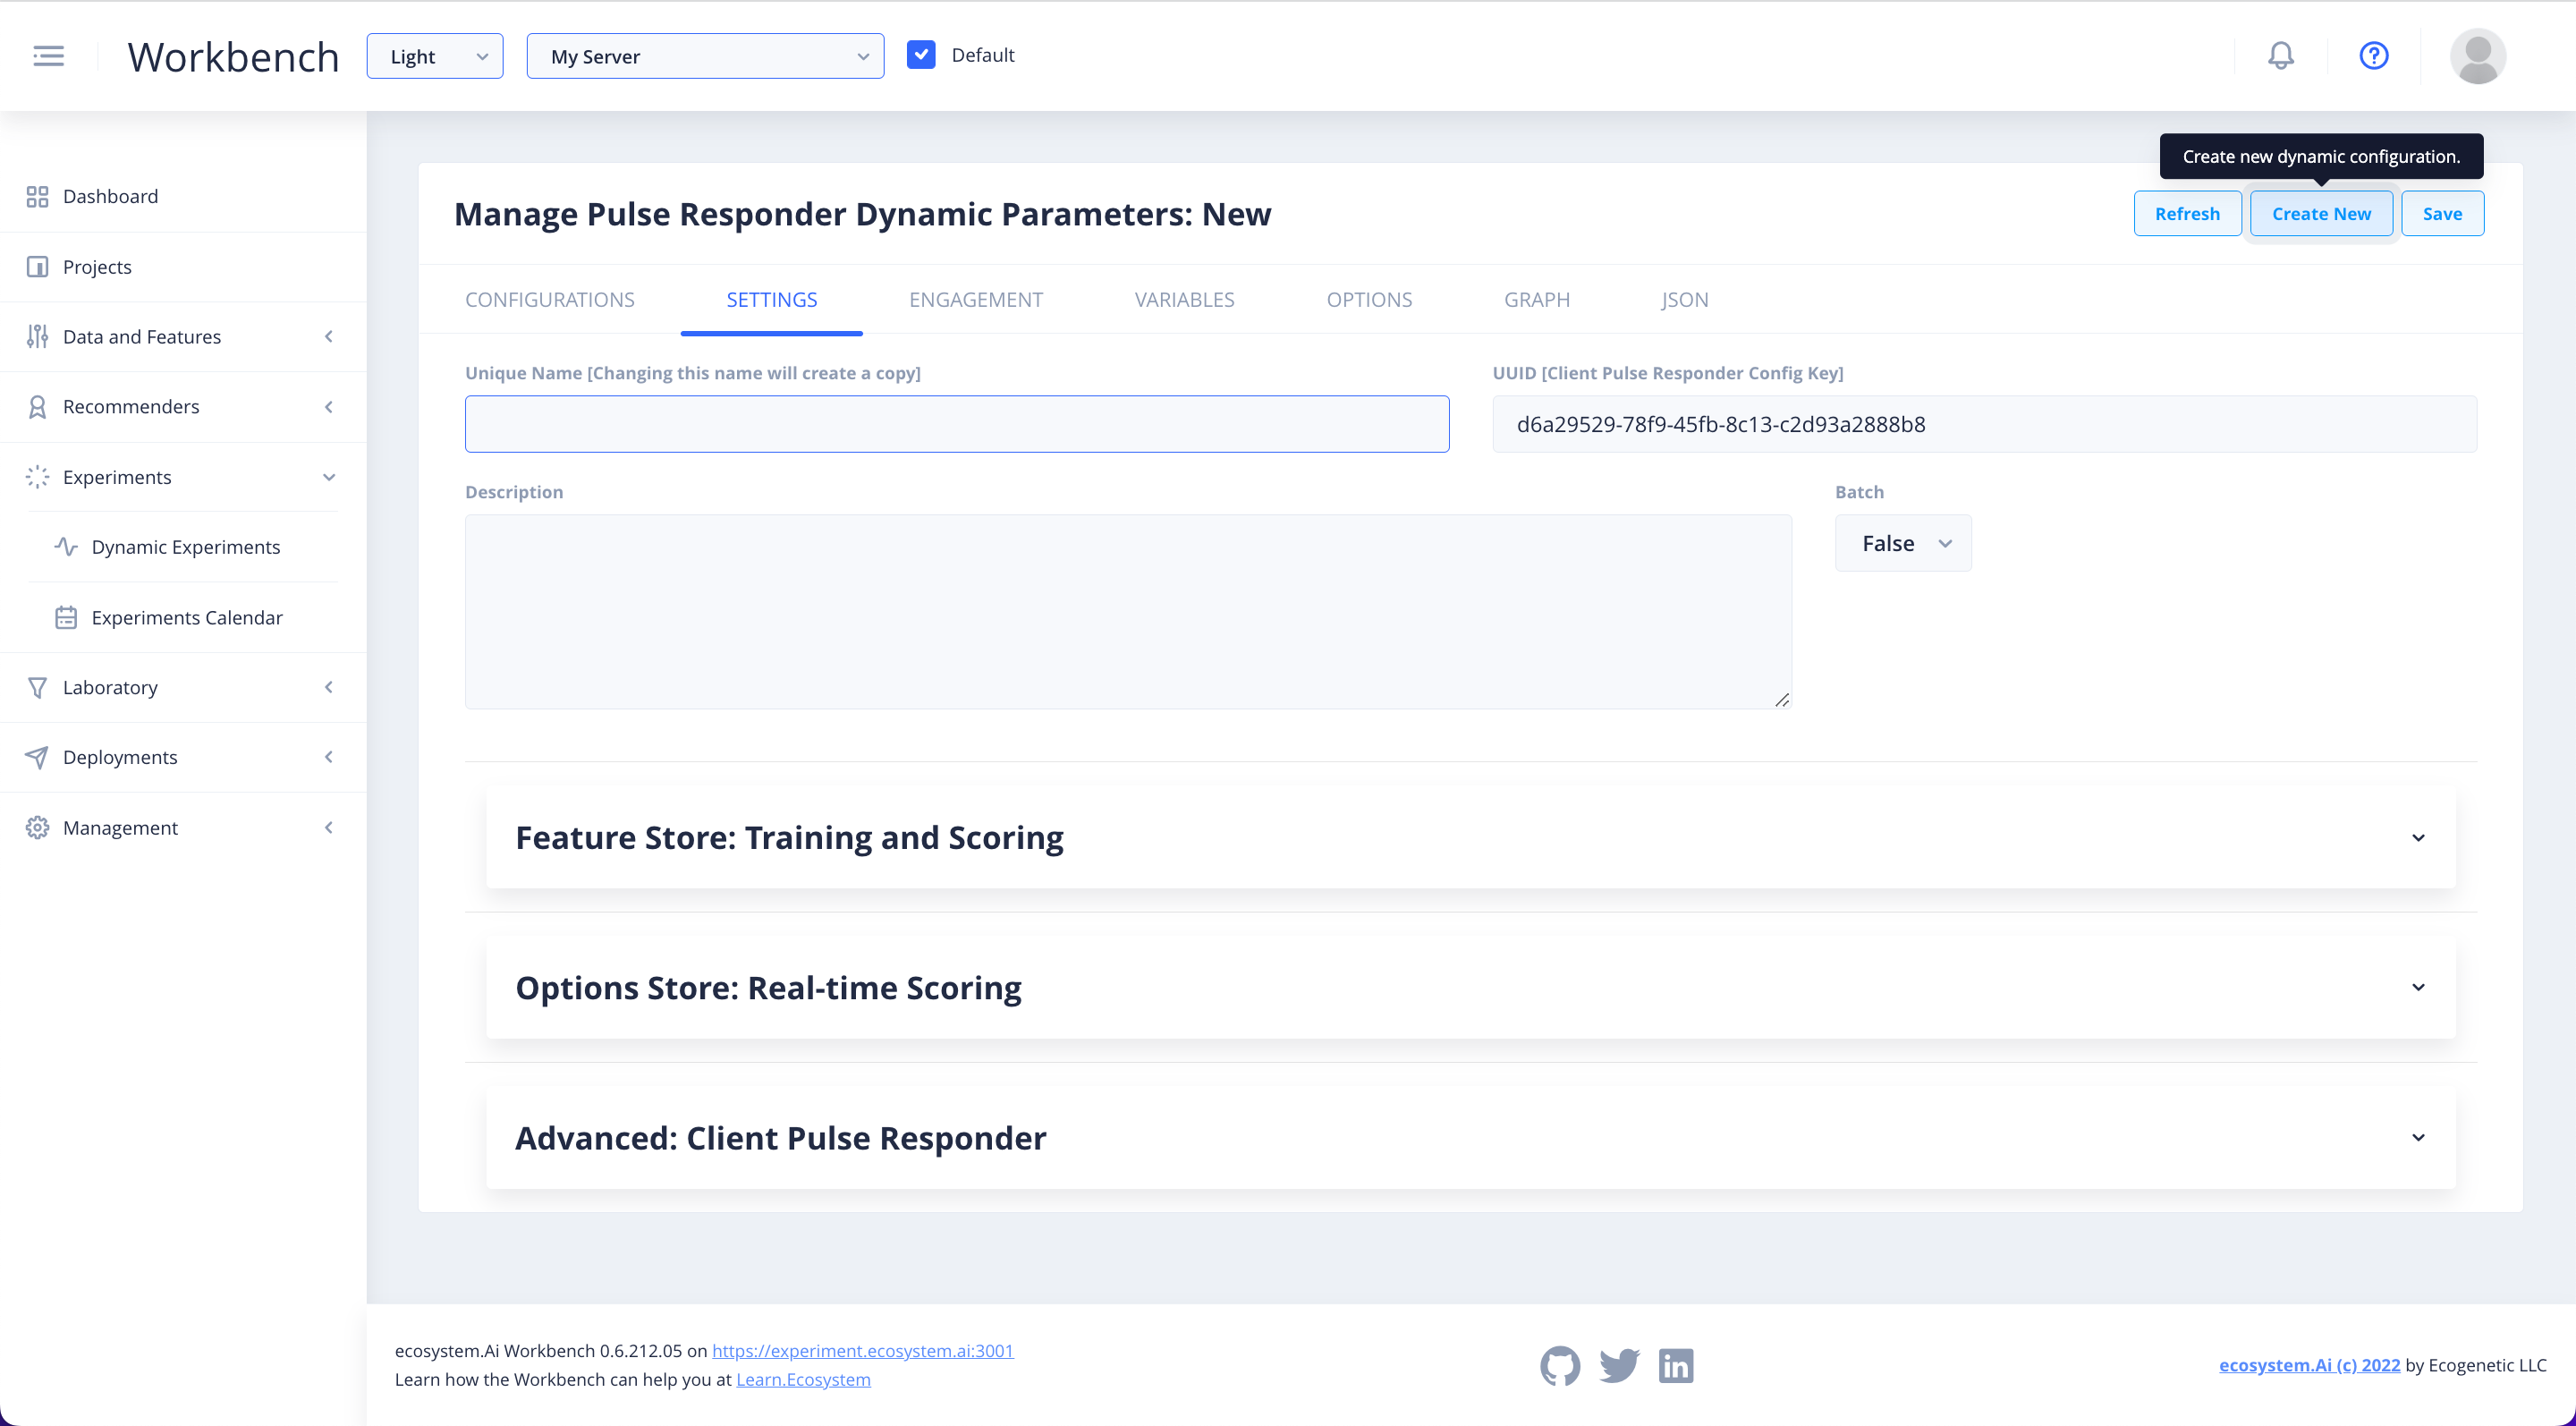 Workbench
Light
My Server
Default
Create new dynamic configuration.
Dashboard
Projects
Data and Features
Recommenders
Experiments
Dynamic Experiments
Experiments Calendar
Laboratory
Deployments
Management
Manage Pulse Responder Dynamic Parameters: New
Refresh
Create New
Save
CONFIGURATIONS
SETTINGS
ENGAGEMENT
VARIABLES
OPTIONS
GRAPH
JSON
Unique Name [Changing this name will create a copy]
UUID [Client Pulse Responder Config Key]
d6a29529-78f9-45fb-8c13-c2d93a2888b8
Description
Batch
False
Feature Store: Training and Scoring
Options Store: Real-time Scoring
Advanced: Client Pulse Responder
ecosystem.Ai Workbench 0.6.212.05 on https://experiment.ecosystem.ai:3001
Learn how the Workbench can help you at Learn.Ecosystem
ecosystem.Ai (c) 2022 by Ecogenetic LLC